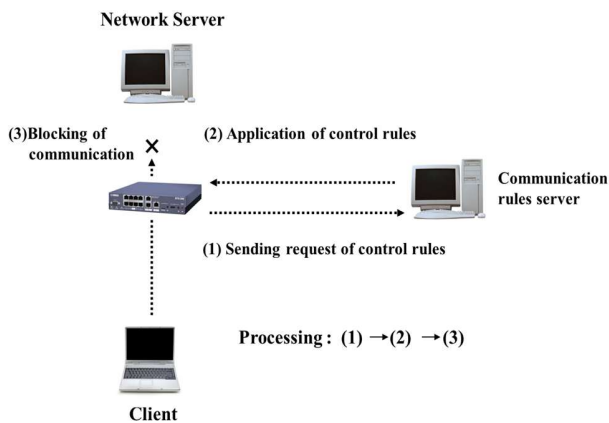 Network Server
(3)Blocking of
communication
(2) Application of control rules
Communication
rules server
(1) Sending request of control rules
Processing : (1) →(2) →(3)
Client